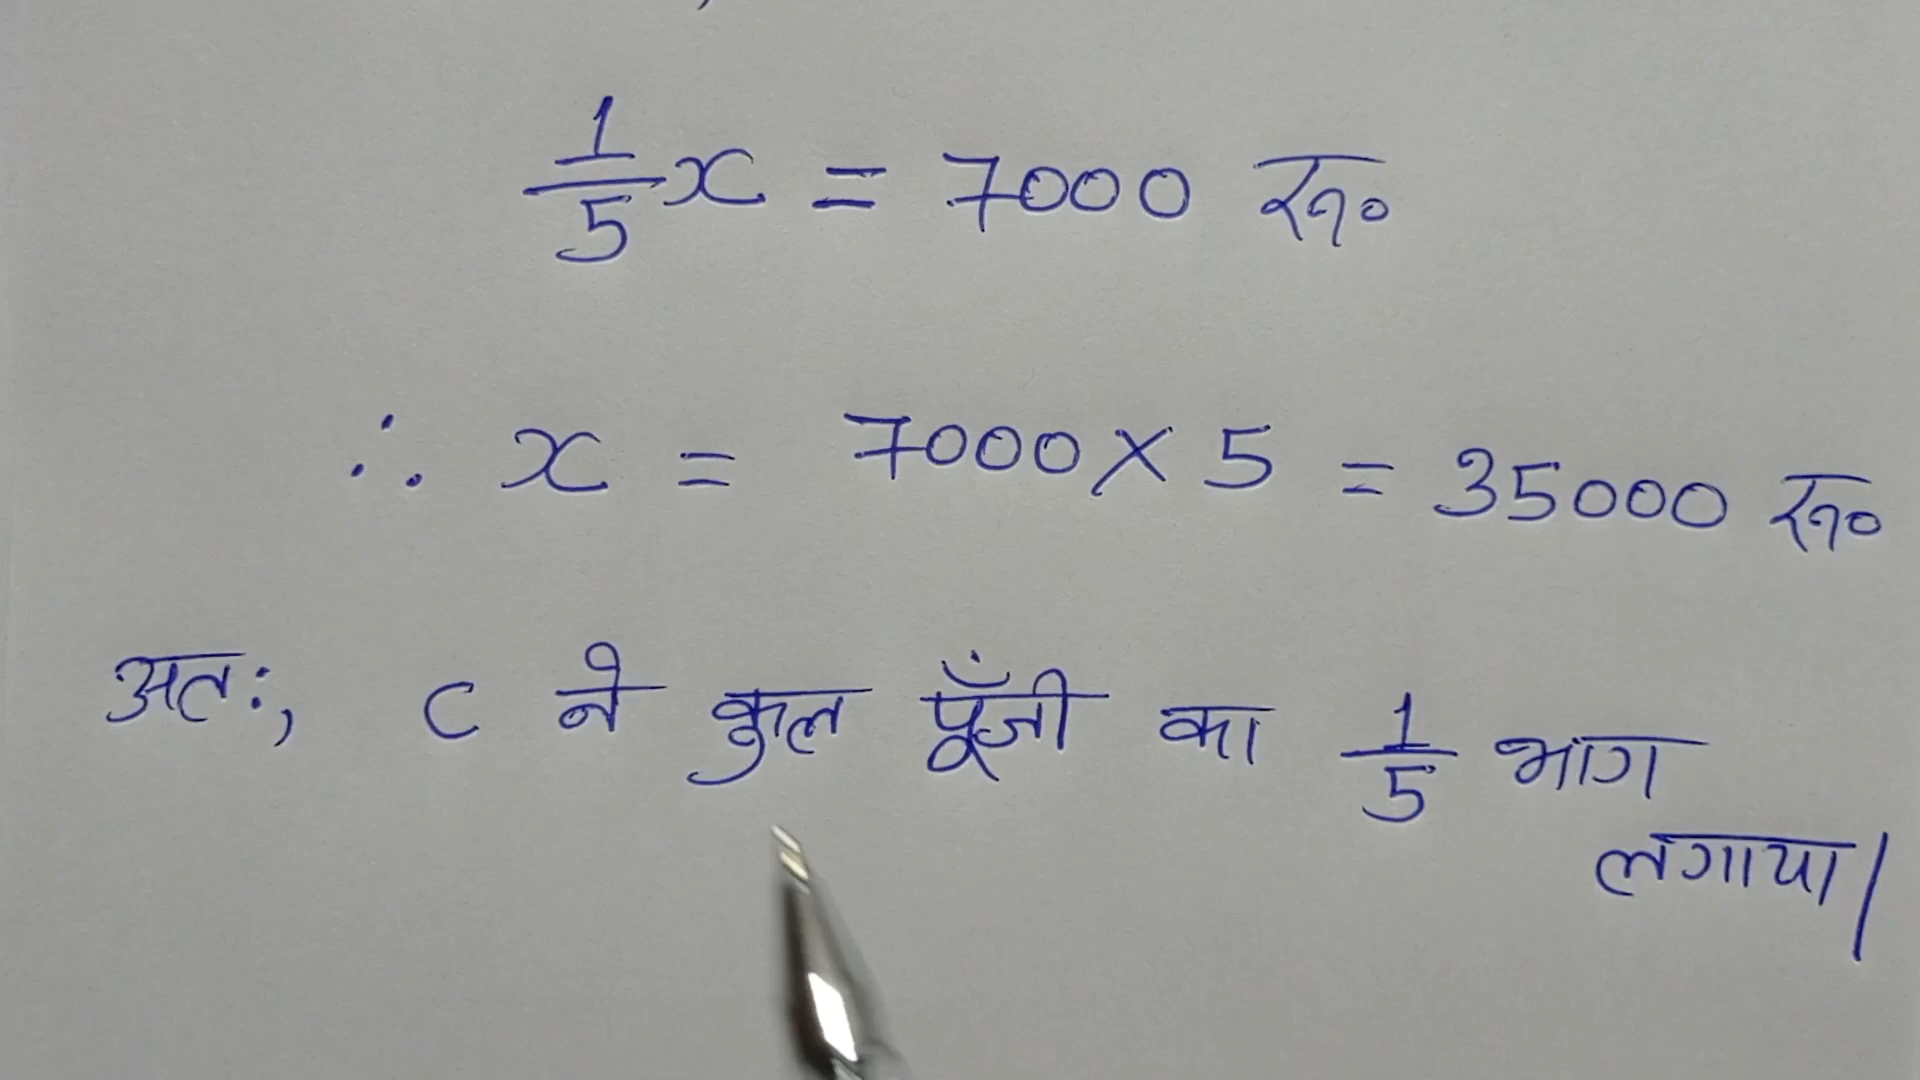 1/5 x = 7000 रू०
∴ x = 7000 × 5 = 35000 रू०
अतः, C ने कुल पूँजी का 1/5 भाग
लगाया।